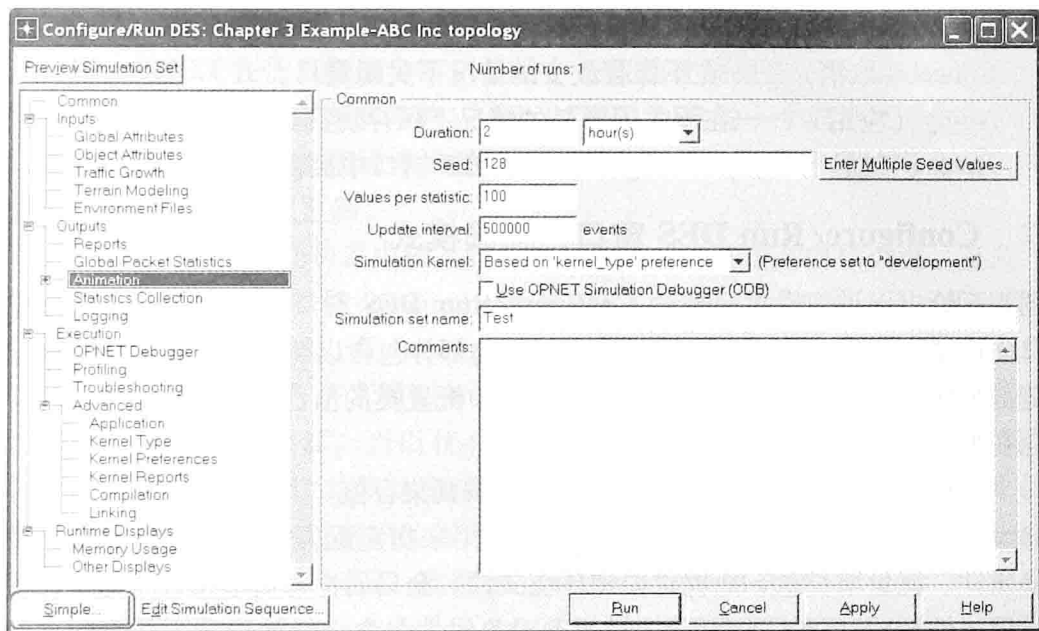 Configure/Run DES: Chapter 3 Example-ABC Inc topology
Preview Simulation Set
Number of runs: 1
Common
Inputs
Global Attributes
Object Attributes
Traffic Growth
Terrain Modeling
Environment Files
Outputs
Reports
Global Packet Statistics
Animation
Statistics Collection
Logging
Execution
OPNET Debugger
Profiling
Troubleshooting
Advanced
Application
Kernel Type
Kernel Preferences
Kernel Reports
Compilation
Linking
Runtime Displays
Memory Usage
Other Displays
Common
Duration: 2 hour(s)
Seed: 128 Enter Multiple Seed Values...
Values per statistic: 100
Update interval: 500000 events
Simulation Kernel: Based on 'kernel_type' preference (Preference set to "development")
Use OPNET Simulation Debugger (ODB)
Simulation set name: Test
Comments:
Simple... Edit Simulation Sequence... Run Cancel Apply Help